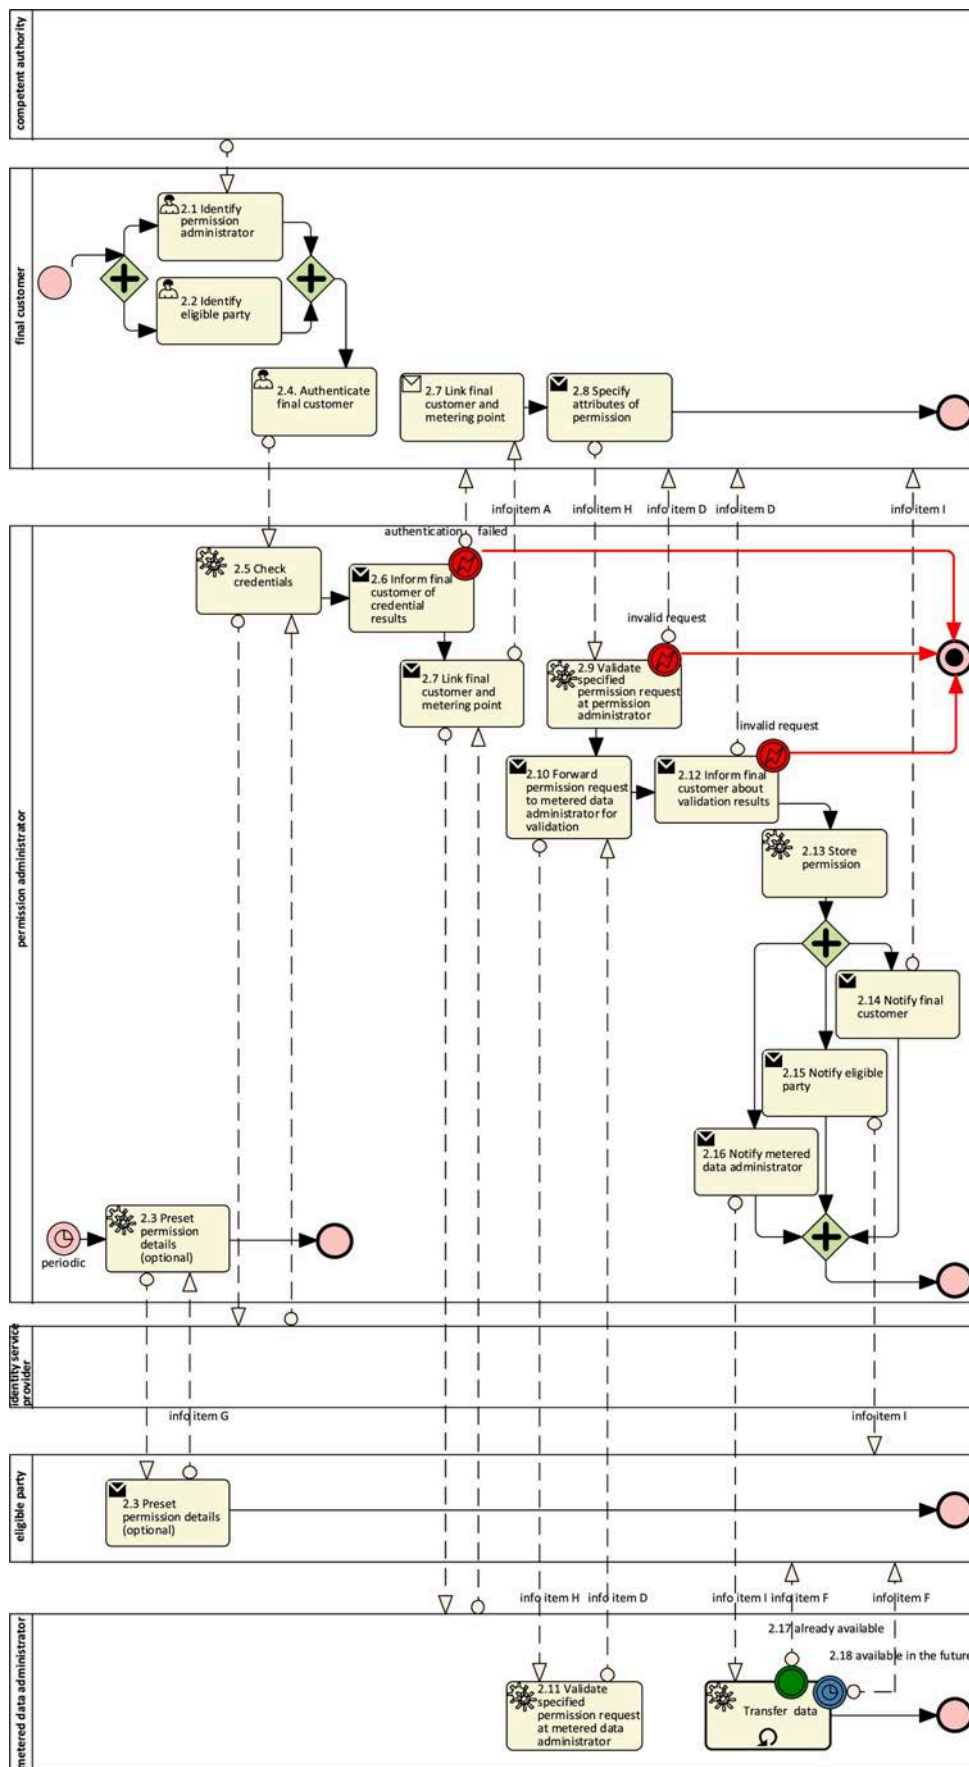 competent authority
final customer
2.1 Identify
permission
administrator
2.2 Identify
eligible party
2.4. Authenticate
final customer
2.7 Link final
customer and
metering point
2.8 Specify
attributes of
permission
info item A
info item H
info item D
info item D
info item I
permission administrator
authentication failed
2.5 Check
credentials
2.6 Inform final
customer of
credential
results
invalid request
2.7 Link final
customer and
metering point
2.9 Validate
specified
permission request
at permission
administrator
invalid request
2.10 Forward
permission request
to metered data
administrator for
validation
2.12 Inform final
customer about
validation results
2.13 Store
permission
2.14 Notify final
customer
2.15 Notify eligible
party
2.16 Notify metered
data administrator
periodic
2.3 Preset
permission
details
(optional)
identity service
provider
info item G
info item I
eligible party
2.3 Preset
permission details
(optional)
metered data administrator
info item H
info item D
info item I
info item F
info item F
2.17 already available
2.18 available in the future
2.11 Validate
specified
permission request
at metered data
administrator
Transfer data